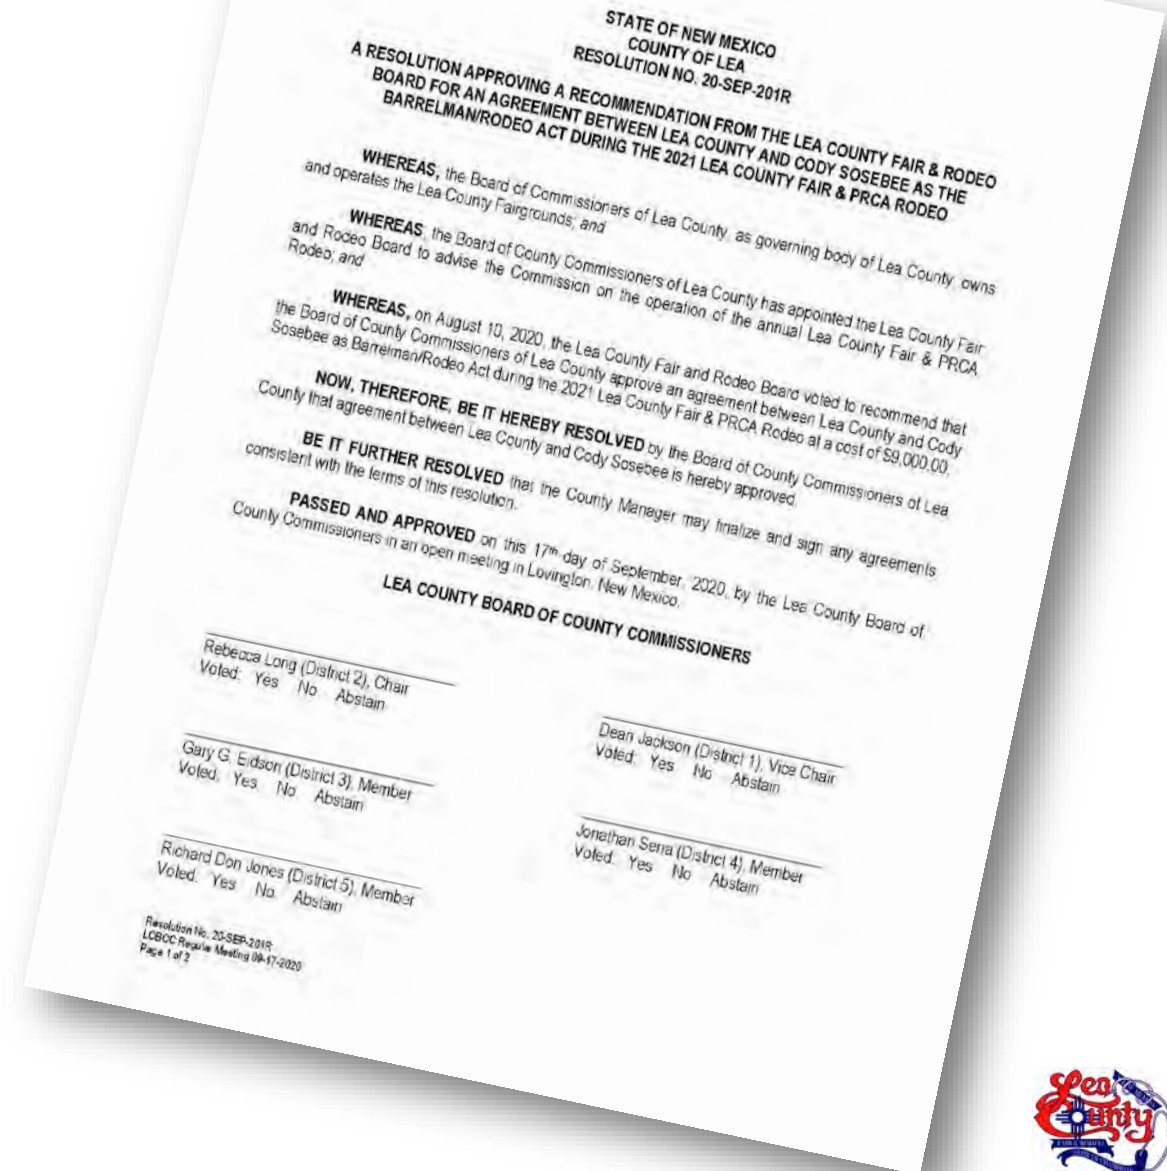 STATE OF NEW MEXICO
COUNTY OF LEA
RESOLUTION NO. 20-SEP-201R
A RESOLUTION APPROVING A RECOMMENDATION FROM THE LEA COUNTY FAIR & RODEO
BOARD FOR AN AGREEMENT BETWEEN LEA COUNTY AND CODY SOSEBEE AS THE
BARRELMAN/RODEO ACT DURING THE 2021 LEA COUNTY FAIR & PRCA RODEO
WHEREAS, the Board of Commissioners of Lea County, as governing body of Lea County, owns
and operates the Lea County Fairgrounds; and
WHEREAS, the Board of County Commissioners of Lea County has appointed the Lea County Fair
and Rodeo Board to advise the Commission on the operation of the annual Lea County Fair & PRCA
Rodeo; and
WHEREAS, on August 10, 2020, the Lea County Fair and Rodeo Board voted to recommend that
the Board of County Commissioners of Lea County approve an agreement between Lea County and Cody
Sosebee as Barrelman/Rodeo Act during the 2021 Lea County Fair & PRCA Rodeo at a cost of $9,000.00.
NOW, THEREFORE, BE IT HEREBY RESOLVED by the Board of County Commissioners of Lea
County that agreement between Lea County and Cody Sosebee is hereby approved.
BE IT FURTHER RESOLVED that the County Manager may finalize and sign any agreements
consistent with the terms of this resolution.
PASSED AND APPROVED on this 17th day of September, 2020, by the Lea County Board of
County Commissioners in an open meeting in Lovington, New Mexico.
LEA COUNTY BOARD OF COUNTY COMMISSIONERS
Rebecca Long (District 2), Chair
Voted: Yes No Abstain
Dean Jackson (District 1), Vice Chair
Voted: Yes No Abstain
Gary G. Eidson (District 3), Member
Voted: Yes No Abstain
Jonathan Sena (District 4), Member
Voted: Yes No Abstain
Richard Don Jones (District 5), Member
Voted: Yes No Abstain
Resolution No. 20-SEP-201R
LCBCC Regular Meeting 09-17-2020
Page 1 of 2
Lea
County